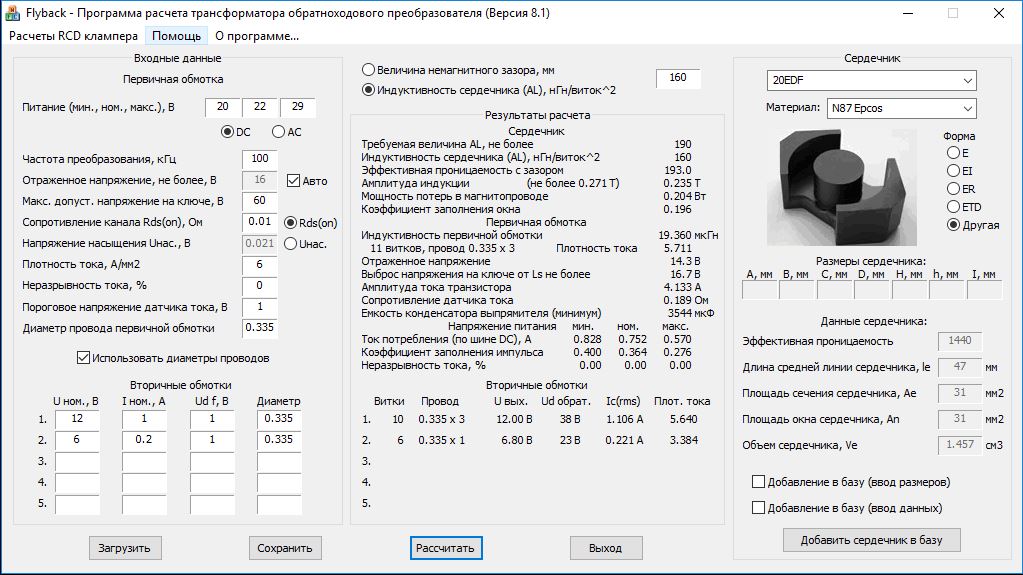 Flyback - Программа расчета трансформатора обратноходового преобразователя (Версия 8.1)
Расчеты RCD клампера Помощь О программе...
Входные данные
Первичная обмотка
Питание (мин., ном., макс.), В 20 22 29
DC AC
Частота преобразования, кГц 100
Отраженное напряжение, не более, В 16 Авто
Макс. допуст. напряжение на ключе, В 60
Сопротивление канала Rds(on), Ом 0.01 Rds(on)
Напряжение насыщения Uнас., В 0.021 Uнас.
Плотность тока, А/мм2 6
Неразрывность тока, % 0
Пороговое напряжение датчика тока, В 1
Диаметр провода первичной обмотки 0.335
Использовать диаметры проводов
Вторичные обмотки
U ном., В I ном., А Ud f, В Диаметр
1. 12 1 1 0.335
2. 6 0.2 1 0.335
3.
4.
5.
Загрузить Сохранить Рассчитать Выход
Величина немагнитного зазора, мм
Индуктивность сердечника (AL), нГн/виток^2 160
Результаты расчета
Сердечник
Требуемая величина AL, не более 190
Индуктивность сердечника (AL), нГн/виток^2 160
Эффективная проницаемость с зазором 193.0
Амплитуда индукции (не более 0.271 Т) 0.235 Т
Мощность потерь в магнитопроводе 0.204 Вт
Коэффициент заполнения окна 0.196
Первичная обмотка
Индуктивность первичной обмотки 19.360 мкГн
11 витков, провод 0.335 x 3 Плотность тока 5.711
Отраженное напряжение 14.3 В
Выброс напряжения на ключе от Ls не более 16.7 В
Амплитуда тока транзистора 4.133 А
Сопротивление датчика тока 0.189 Ом
Емкость конденсатора выпрямителя (минимум) 3544 мкФ
Напряжение питания мин. ном. макс.
Ток потребления (по шине DC), А 0.828 0.752 0.570
Коэффициент заполнения импульса 0.400 0.364 0.276
Неразрывность тока, % 0.00 0.00 0.00
Вторичные обмотки
Витки Провод U вых. Ud обрат. Ic(rms) Плот. тока
1. 10 0.335 x 3 12.00 В 38 В 1.106 А 5.640
2. 6 0.335 x 1 6.80 В 23 В 0.221 А 3.384
3.
4.
5.
Сердечник
20EDF
Материал: N87 Epcos
Форма
E
EI
ER
ETD
Другая
Размеры сердечника:
A, мм B, мм C, мм D, мм H, мм h, мм I, мм
Данные сердечника:
Эффективная проницаемость 1440
Длина средней линии сердечника, le 47 мм
Площадь сечения сердечника, Ae 31 мм2
Площадь окна сердечника, An 31 мм2
Объем сердечника, Ve 1.457 см3
Добавление в базу (ввод размеров)
Добавление в базу (ввод данных)
Добавить сердечник в базу